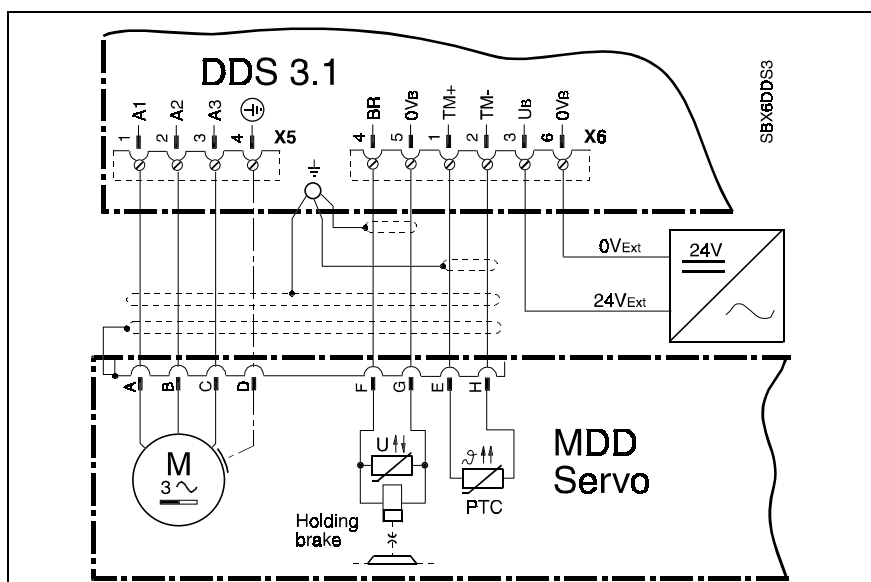 DDS 3.1
SBX6DDS3
A1 A2 A3 BR 0VB TM+ TM- UB 0VB
1 2 3 4 X5 4 5 1 2 3 6 X6
0VExt
24V
24VExt
A B C D F G E H
M
3
U
ϑ
PTC
MDD
Servo
Holding
brake